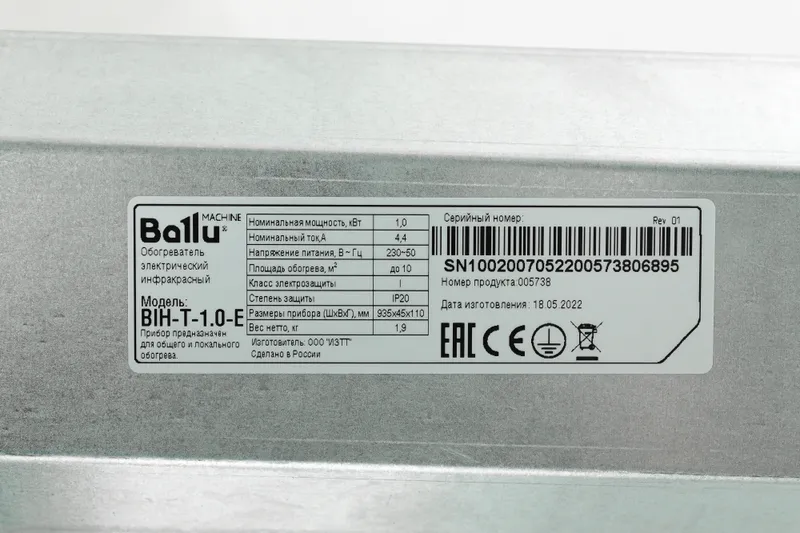 Ballu MACHINE
Обогреватель
электрический
инфракрасный
Модель:
BIH-T-1.0-E
Прибор предназначен
для общего и локального
обогрева.
Номинальная мощность, кВт 1,0
Номинальный ток,А 4,4
Напряжение питания, В~Гц 230~50
Площадь обогрева, м² до 10
Класс электрозащиты I
Степень защиты IP20
Размеры прибора (ШхВхГ), мм 935x45x110
Вес нетто, кг 1,9
Изготовитель: ООО "ИЗТТ"
Сделано в России
Серийный номер:
Rev 01
SN1002007052200573806895
Номер продукта:005738
Дата изготовления: 18.05.2022
EAC CE